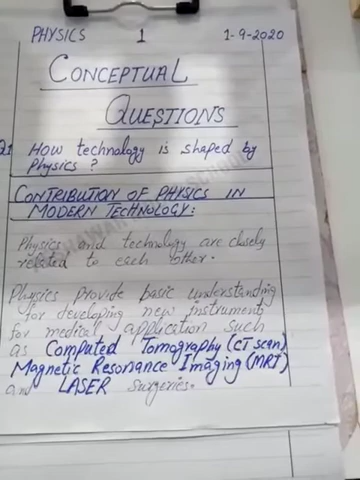 PHYSICS 1 1-9-2020
CONCEPTUAL
QUESTIONS
Q1 How technology is shaped by
Physics ?
CONTRIBUTION OF PHYSICS IN
MODERN TECHNOLOGY:
Physics and technology are closely
related to each other.
Physics provide basic understanding
for developing new instruments
for medical application such
as Computed Tomography (CT scan)
Magnetic Resonance Imaging (MRI)
and LASER surgeries.